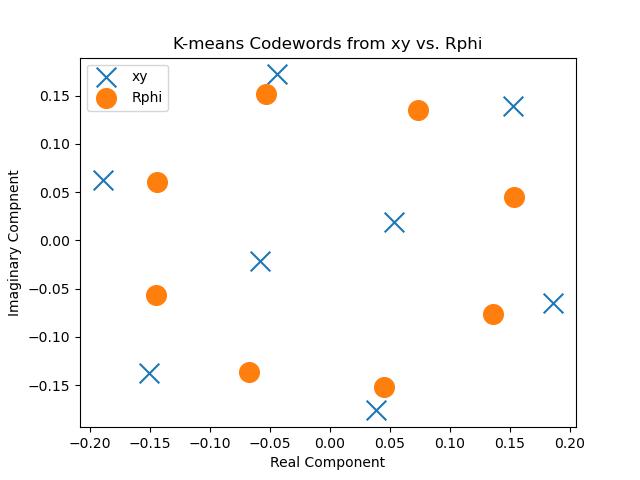 K-means Codewords from xy vs. Rphi
xy
Rphi
0.15
0.10
0.05
0.00
−0.05
−0.10
−0.15
Imaginary Compnent
−0.20 −0.15 −0.10 −0.05 0.00 0.05 0.10 0.15 0.20
Real Component